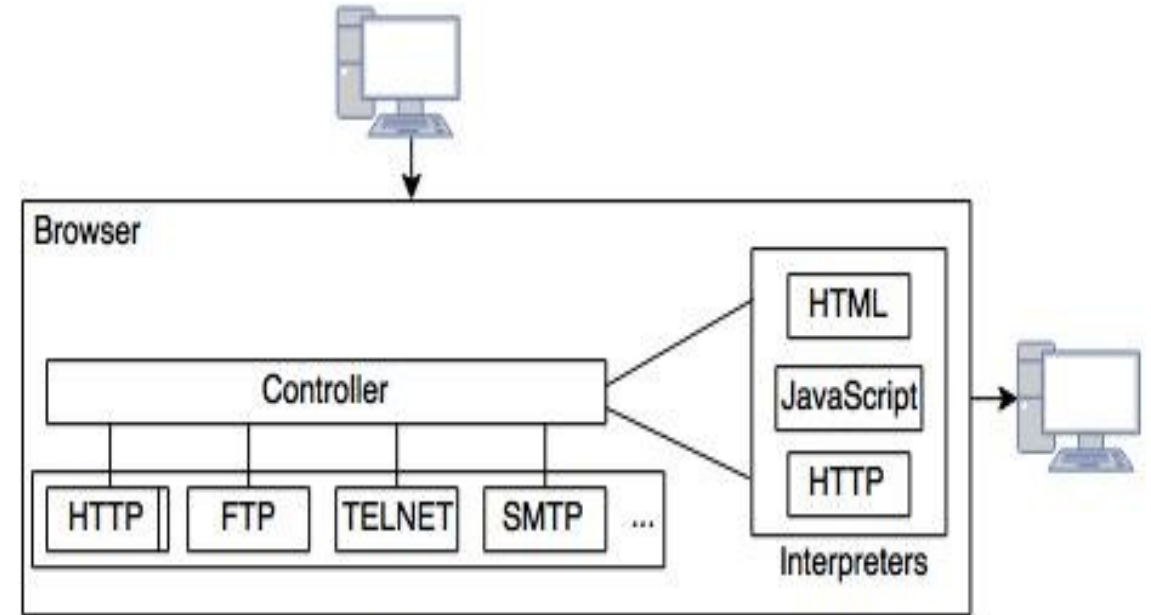 Browser
HTML
Controller
JavaScript
HTTP
HTTP
FTP
TELNET
SMTP
...
Interpreters